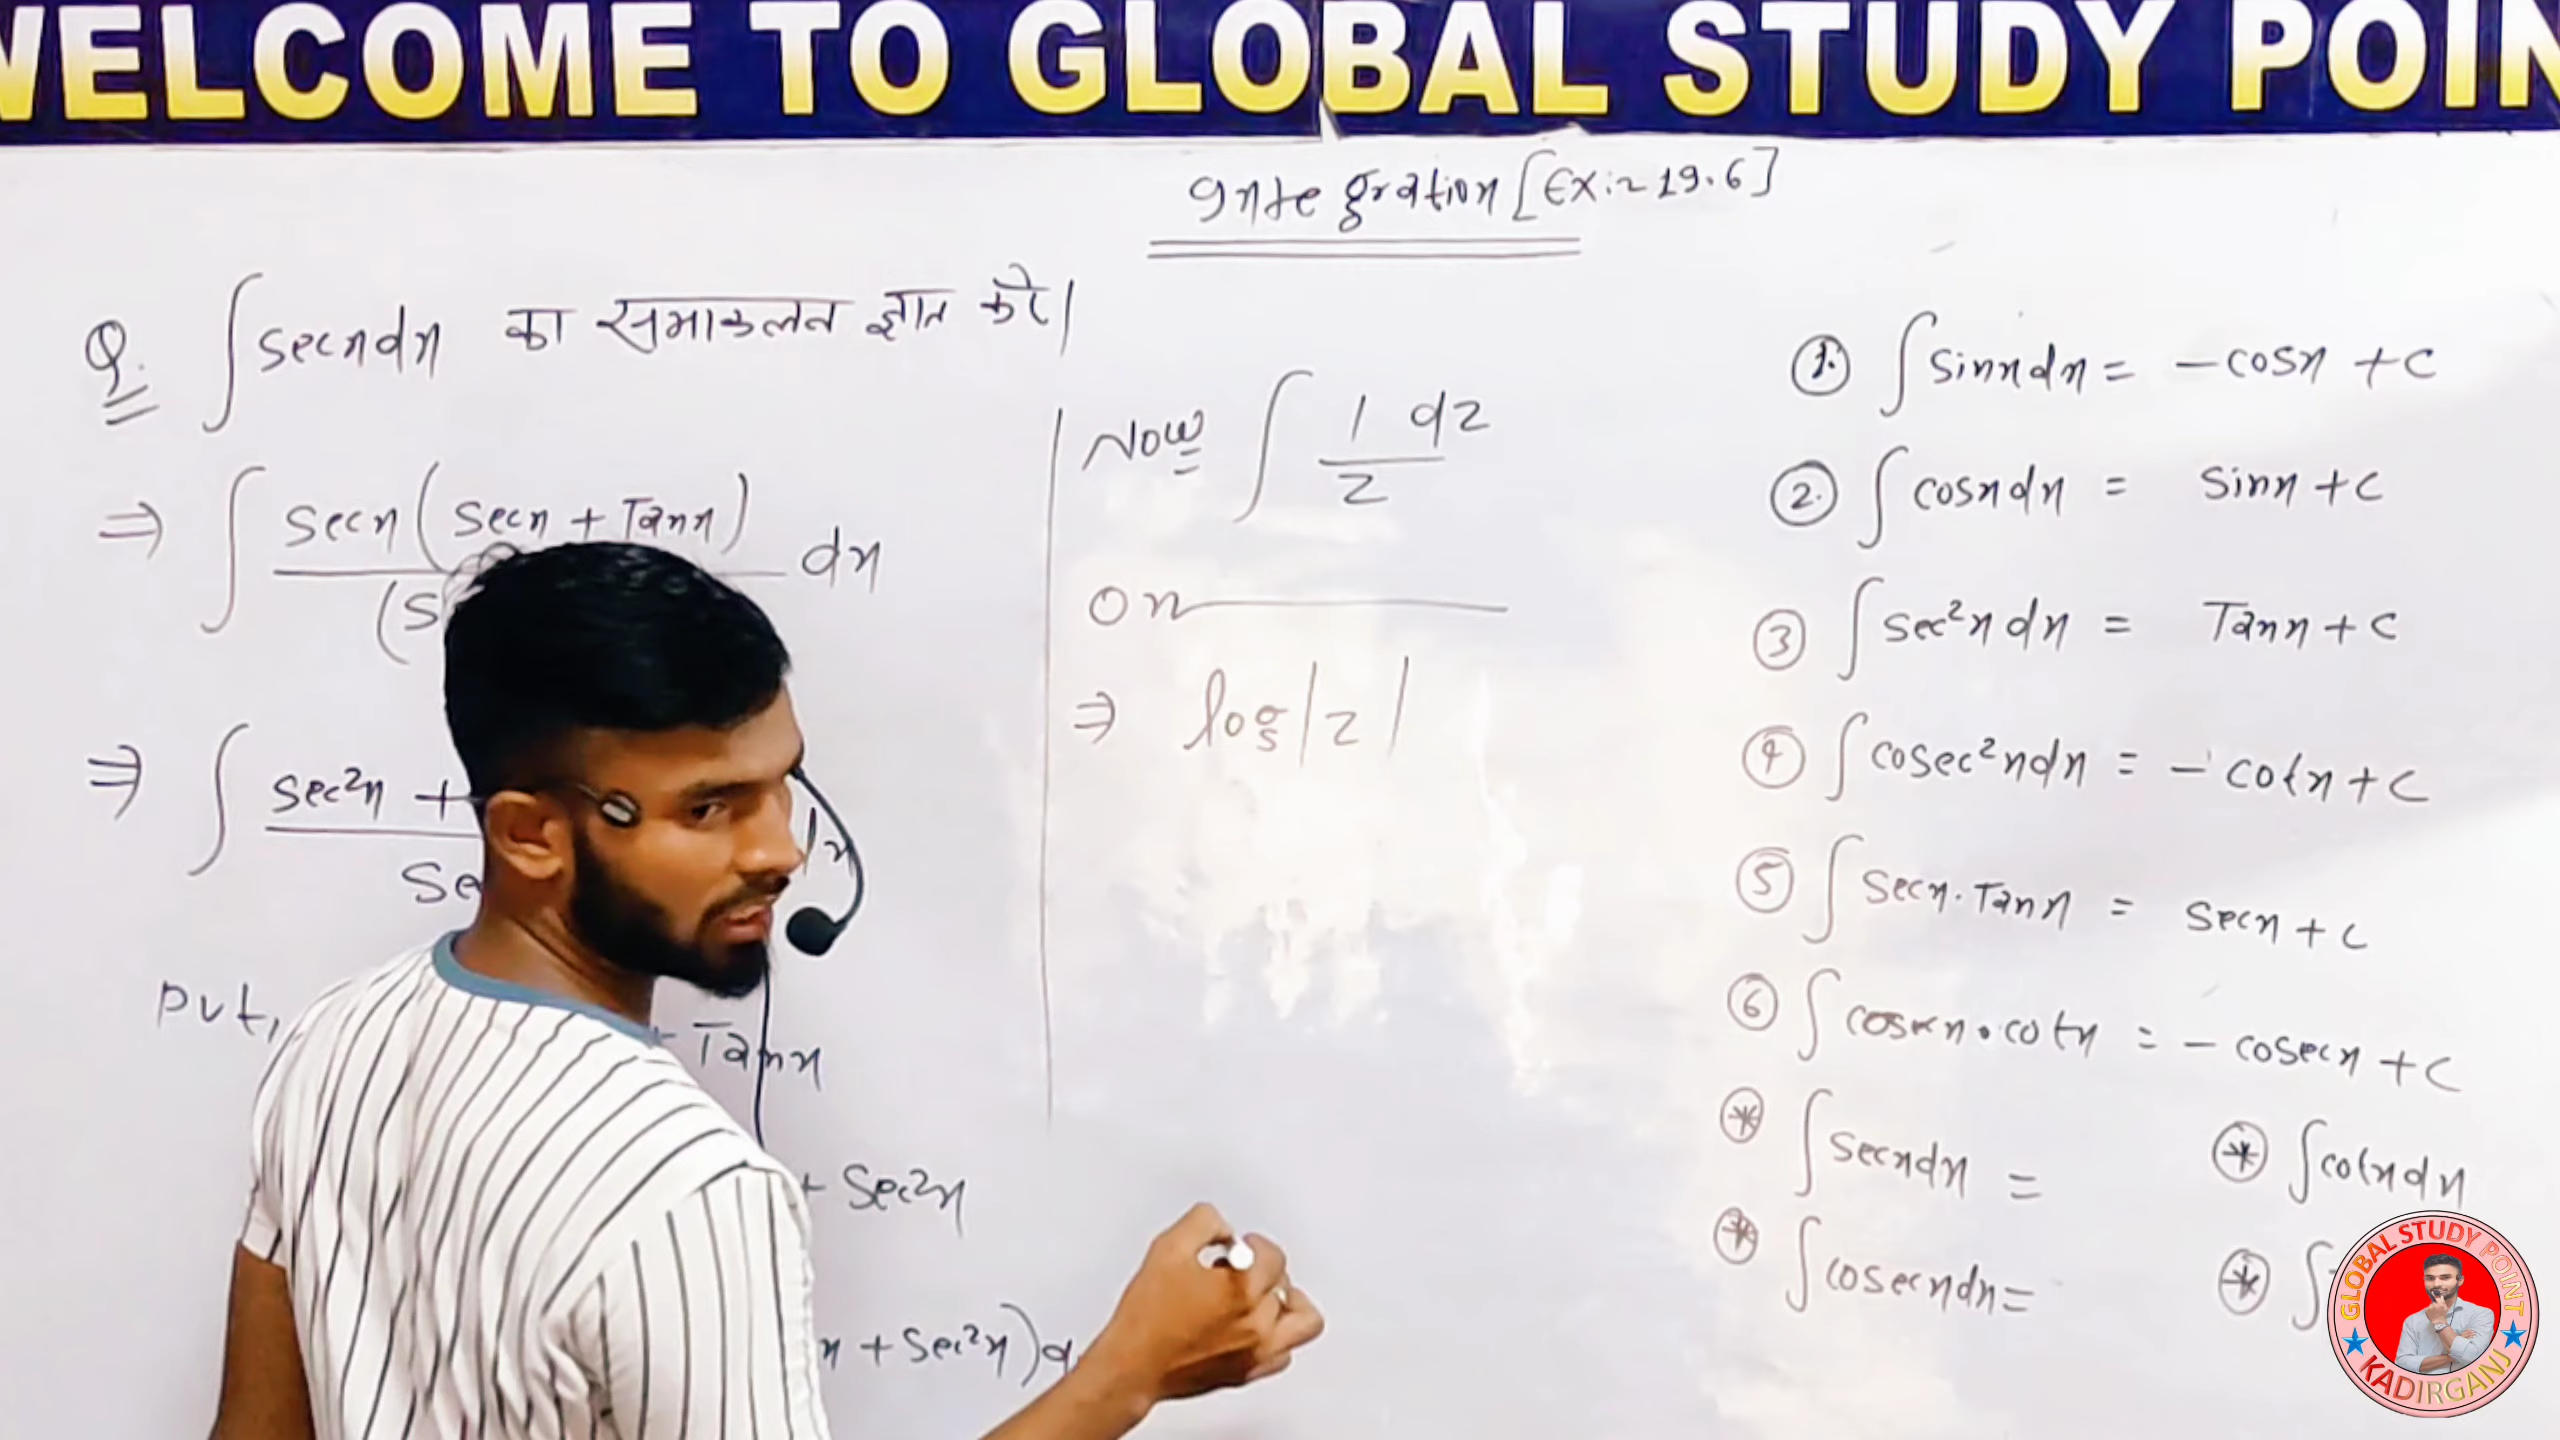 WELCOME TO GLOBAL STUDY POIN
Integration [Ex:~ 19.6]
Q. ∫ secx dx का समाकलन ज्ञात करे।
⇒ ∫ secx (secx + Tanx) dx
(S
⇒ ∫ sec²x +
Se
Put,
+ Tanx
+ Sec²x
x + Sec²x) d
Now ∫ 1 dz
z
on
⇒ log |z|
1. ∫ sinx dx = -cosx + c
2. ∫ cosx dx = sinx + c
3 ∫ sec²x dx = Tanx + c
4 ∫ cosec²x dx = - cotx + c
5 ∫ secx . Tanx = secx + c
6 ∫ cosecx . cotx = - cosecx + c
* ∫ secx dx = * ∫ cotx dx
* ∫ cosecx dx = * ∫
GLOBAL STUDY POINT
KADIRGANJ